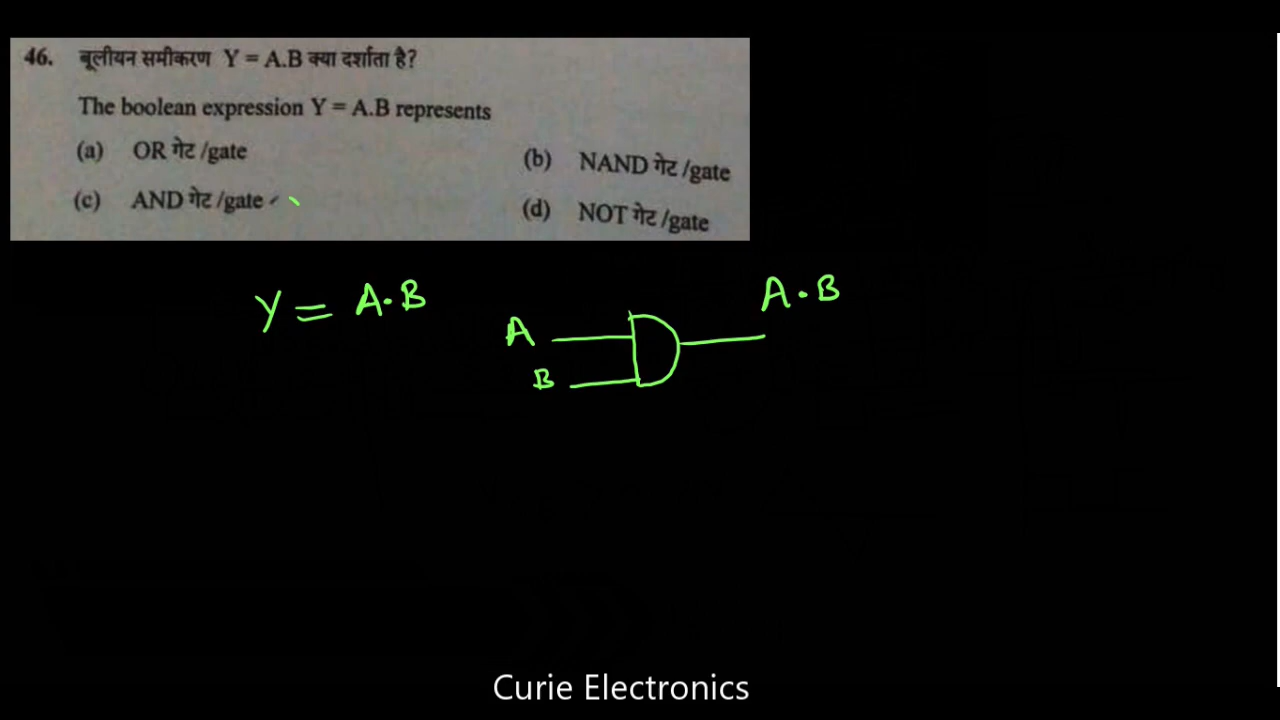 46. बूलीयन समीकरण Y = A.B क्या दर्शाता है?
The boolean expression Y = A.B represents
(a) OR गेट /gate
(b) NAND गेट /gate
(c) AND गेट /gate
(d) NOT गेट /gate
Y = A.B
A
B
A.B
Curie Electronics